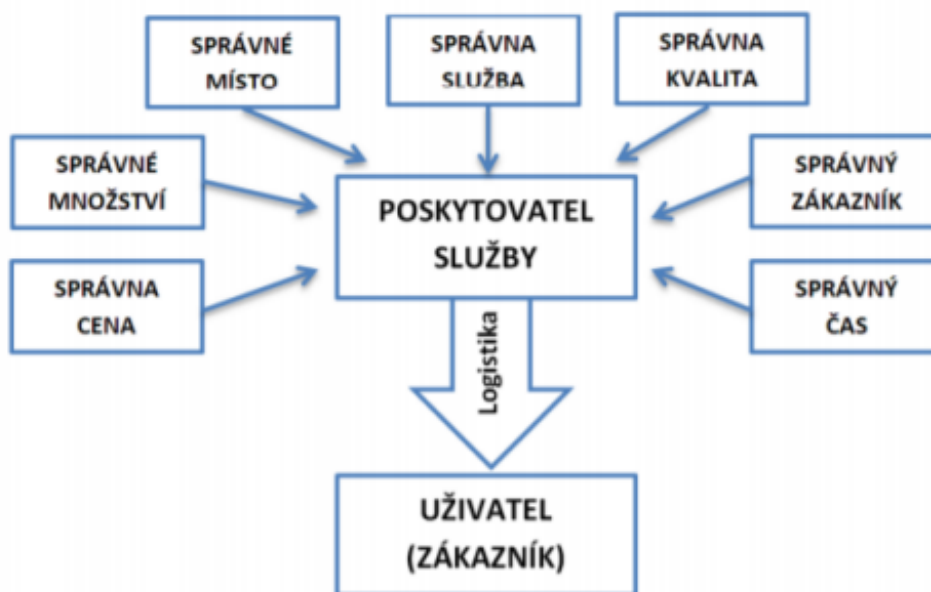 SPRÁVNÉ
MÍSTO
SPRÁVNA
SLUŽBA
SPRÁVNA
KVALITA
SPRÁVNÉ
MNOŽSTVÍ
SPRÁVNÝ
ZÁKAZNÍK
POSKYTOVATEL
SLUŽBY
SPRÁVNA
CENA
SPRÁVNÝ
ČAS
Logistika
UŽIVATEL
(ZÁKAZNÍK)